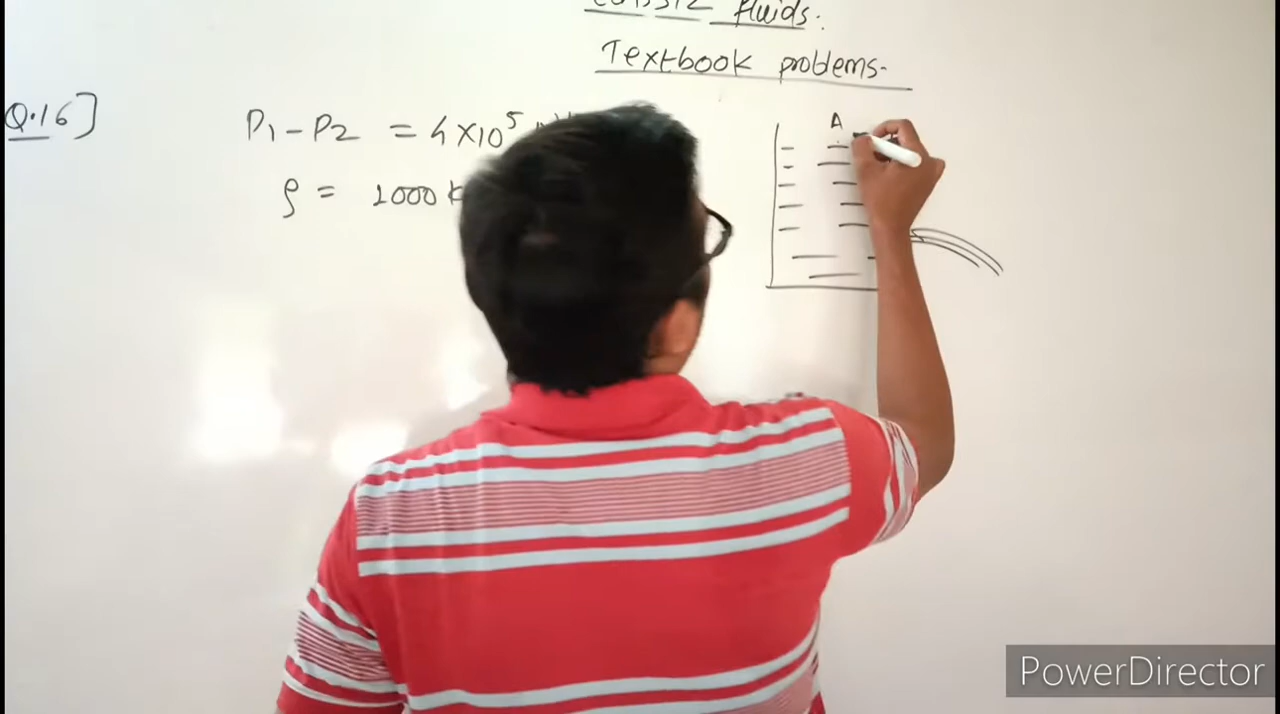 fluids:
Textbook problems-
Q.16]
P1-P2 = 4×10⁵
ρ = 1000 k
A
PowerDirector